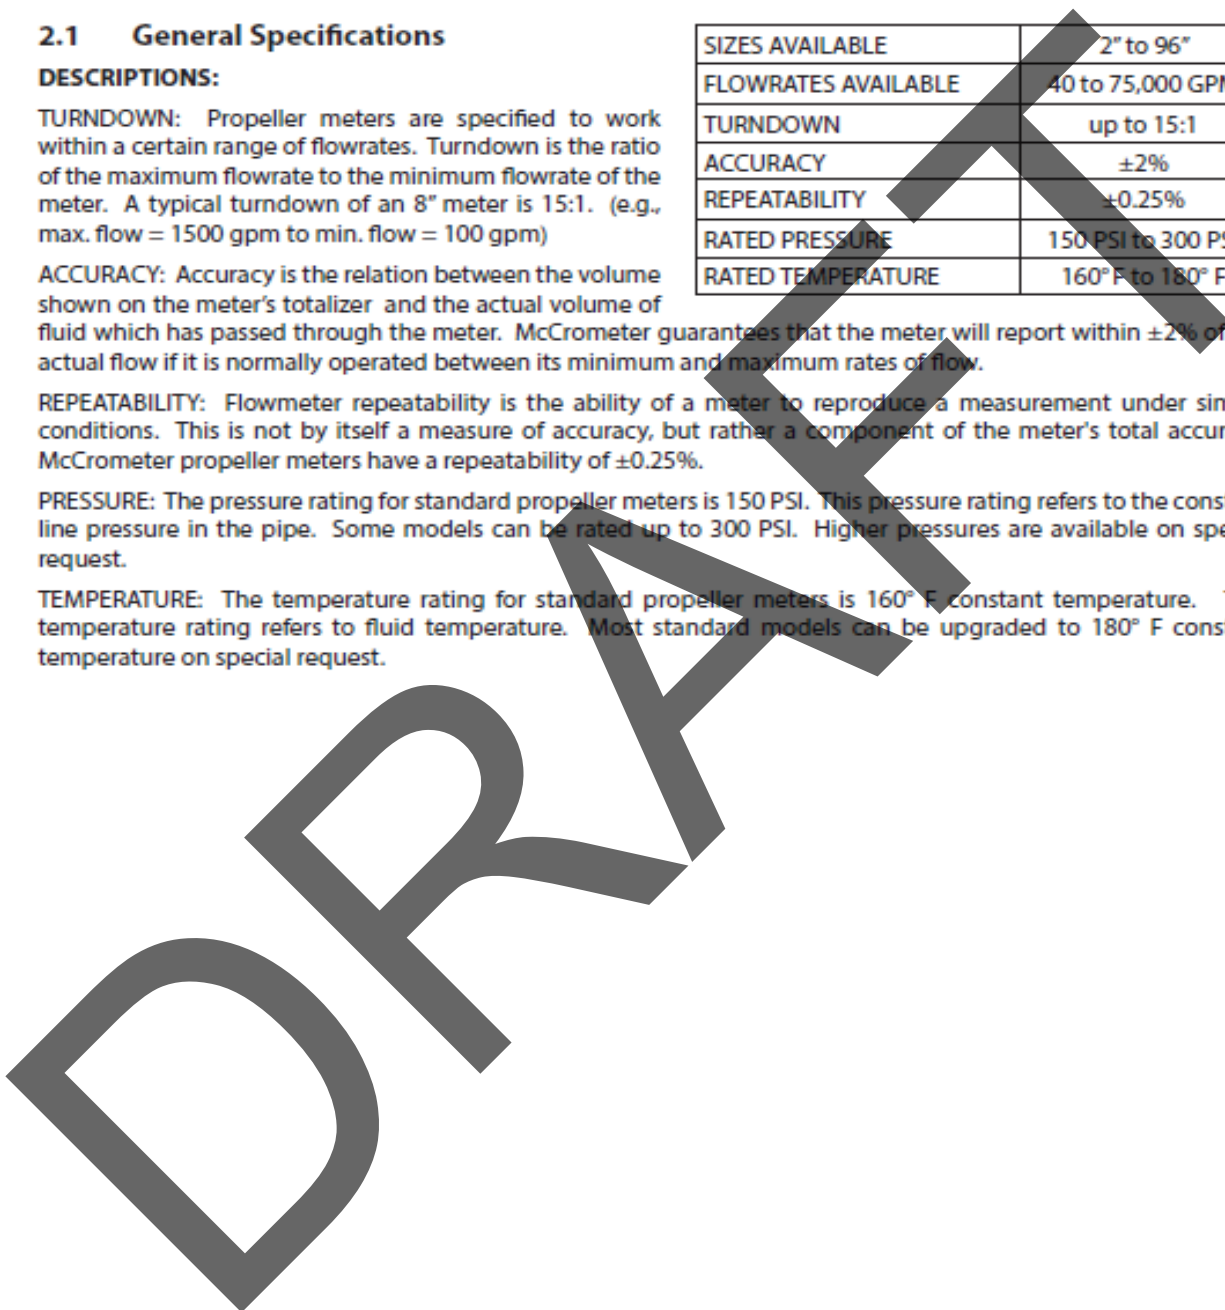 2.1 General Specifications
DESCRIPTIONS:
TURNDOWN: Propeller meters are specified to work
within a certain range of flowrates. Turndown is the ratio
of the maximum flowrate to the minimum flowrate of the
meter. A typical turndown of an 8″ meter is 15:1. (e.g.,
max. flow = 1500 gpm to min. flow = 100 gpm)
SIZES AVAILABLE 2″ to 96″
FLOWRATES AVAILABLE 40 to 75,000 GPM
TURNDOWN up to 15:1
ACCURACY ±2%
REPEATABILITY ±0.25%
RATED PRESSURE 150 PSI to 300 PS
RATED TEMPERATURE 160° F to 180° F
ACCURACY: Accuracy is the relation between the volume
shown on the meter's totalizer and the actual volume of
fluid which has passed through the meter. McCrometer guarantees that the meter will report within ±2% of
actual flow if it is normally operated between its minimum and maximum rates of flow.
REPEATABILITY: Flowmeter repeatability is the ability of a meter to reproduce a measurement under sim
conditions. This is not by itself a measure of accuracy, but rather a component of the meter's total accur
McCrometer propeller meters have a repeatability of ±0.25%.
PRESSURE: The pressure rating for standard propeller meters is 150 PSI. This pressure rating refers to the cons
line pressure in the pipe. Some models can be rated up to 300 PSI. Higher pressures are available on spe
request.
TEMPERATURE: The temperature rating for standard propeller meters is 160° F constant temperature.
temperature rating refers to fluid temperature. Most standard models can be upgraded to 180° F cons
temperature on special request.
DRAFT